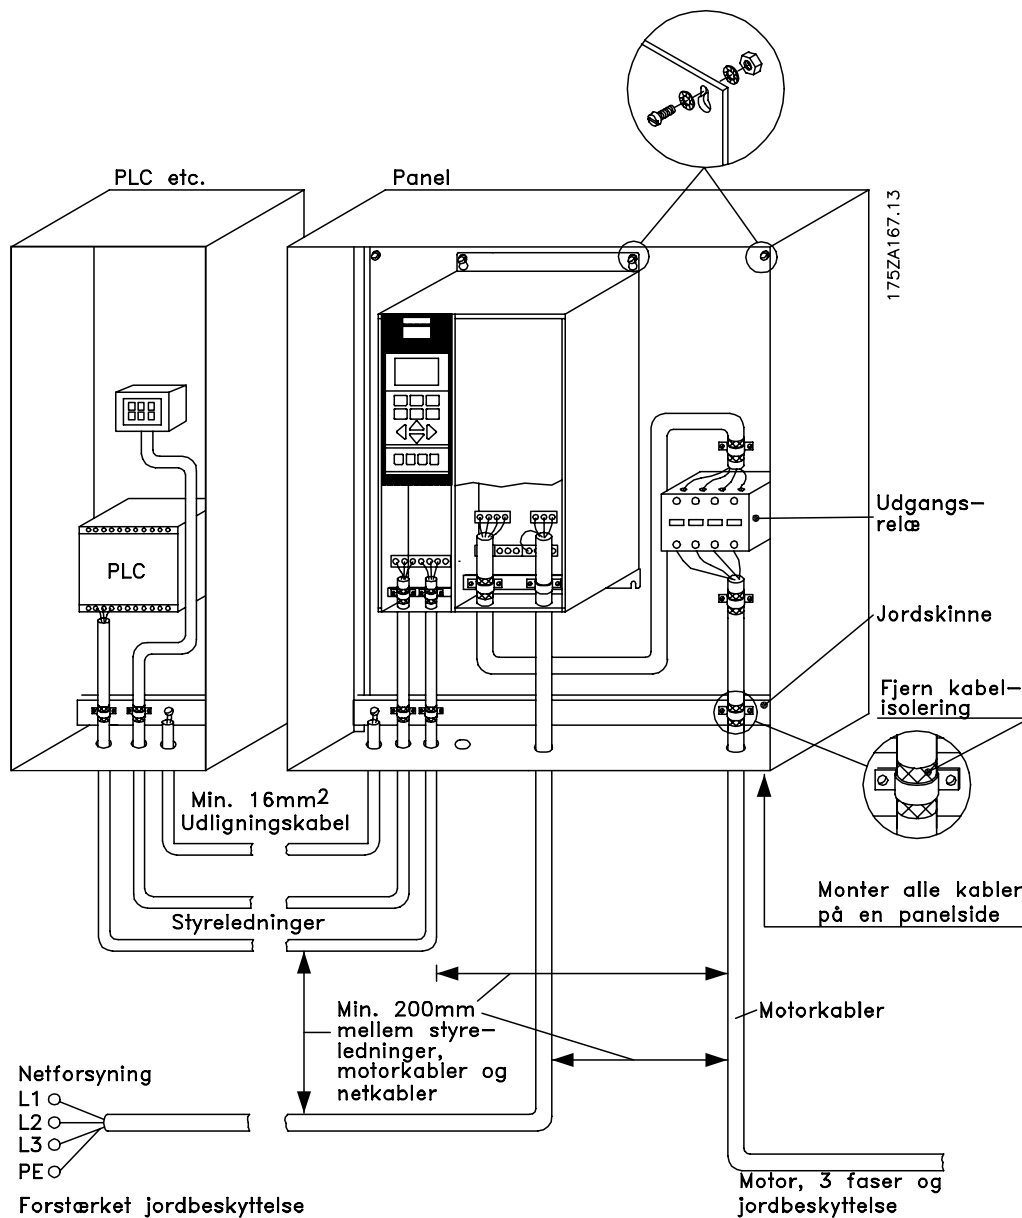 PLC etc.
Panel
175ZA167.13
PLC
Udgangs-
relæ
Jordskinne
Fjern kabel-
isolering
Min. 16mm2
Udligningskabel
Monter alle kabler
på en panelside
Styreledninger
Min. 200mm
mellem styre-
ledninger,
motorkabler og
netkabler
Motorkabler
Netforsyning
L1
L2
L3
PE
Forstærket jordbeskyttelse
Motor, 3 faser og
jordbeskyttelse